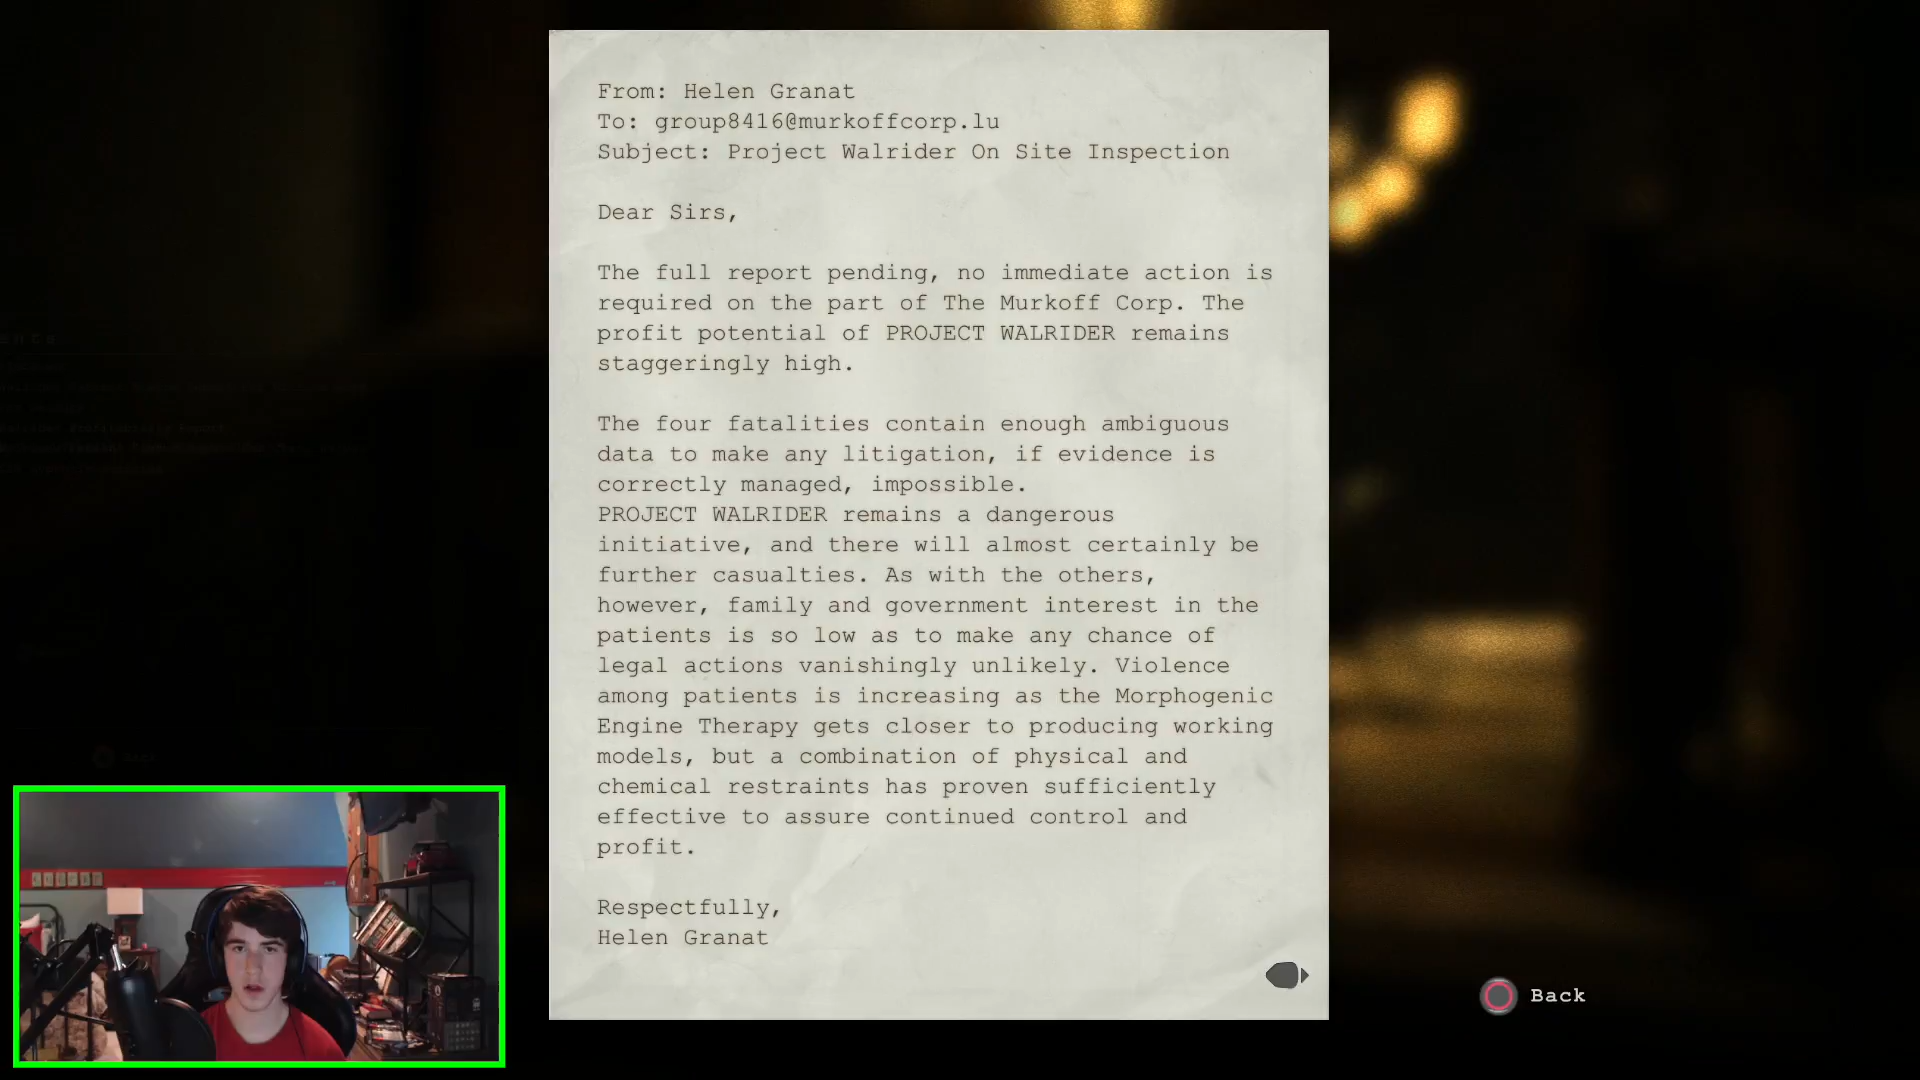 From: Helen Granat
To: group8416@murkoffcorp.lu
Subject: Project Walrider On Site Inspection
Dear Sirs,
The full report pending, no immediate action is
required on the part of The Murkoff Corp. The
profit potential of PROJECT WALRIDER remains
staggeringly high.
The four fatalities contain enough ambiguous
data to make any litigation, if evidence is
correctly managed, impossible.
PROJECT WALRIDER remains a dangerous
initiative, and there will almost certainly be
further casualties. As with the others,
however, family and government interest in the
patients is so low as to make any chance of
legal actions vanishingly unlikely. Violence
among patients is increasing as the Morphogenic
Engine Therapy gets closer to producing working
models, but a combination of physical and
chemical restraints has proven sufficiently
effective to assure continued control and
profit.
Respectfully,
Helen Granat
Back